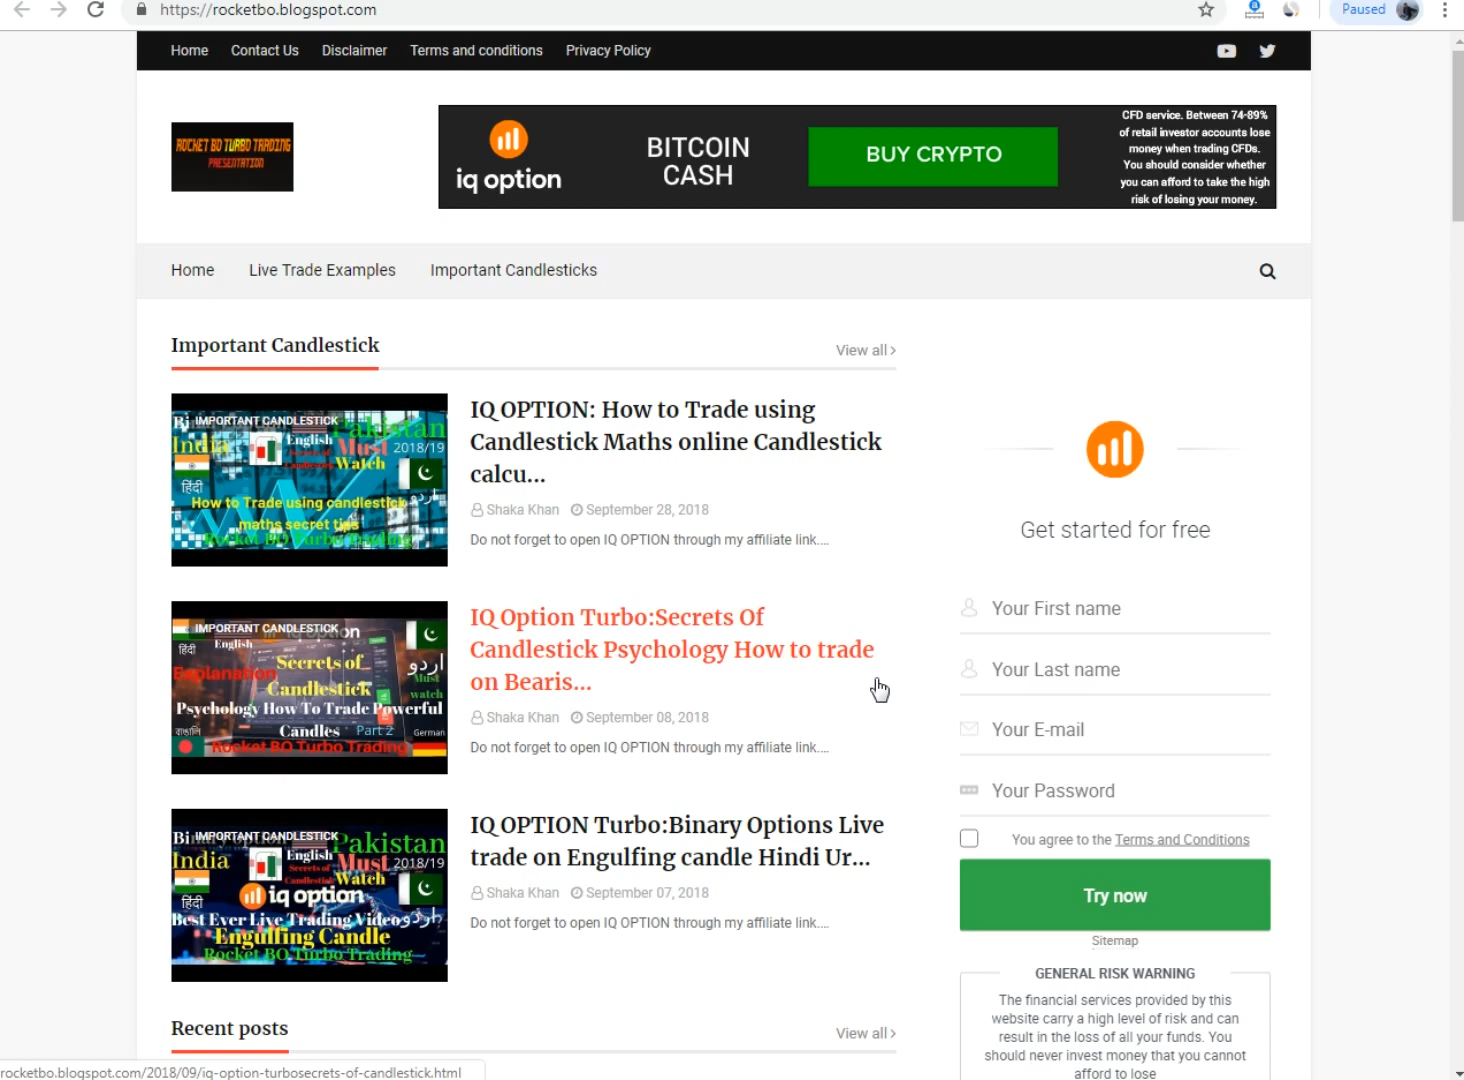 https://rocketbo.blogspot.com
Paused
Home Contact Us Disclaimer Terms and conditions Privacy Policy
ROCKET BO TURBO TRADING
PRESENTATION
iq option
BITCOIN
CASH
BUY CRYPTO
CFD service. Between 74-89%
of retail investor accounts lose
money when trading CFDs.
You should consider whether
you can afford to take the high
risk of losing your money.
Home Live Trade Examples Important Candlesticks
Important Candlestick
View all ›
IMPORTANT CANDLESTICK
Pakistan
India
English
Must
2018/19
Watch
हिंदी
اردو
How to Trade using candlestick
maths secret tips
Rocket BO Turbo Trading
IQ OPTION: How to Trade using
Candlestick Maths online Candlestick
calcu...
Shaka Khan September 28, 2018
Do not forget to open IQ OPTION through my affiliate link....
IMPORTANT CANDLESTICK
English
हिंदी
Secrets of
اردو
Explanation
Candlestick
Must
watch
Psychology How To Trade Powerful
Candles Part 2
German
Rocket BO Turbo Trading
IQ Option Turbo:Secrets Of
Candlestick Psychology How to trade
on Bearis...
Shaka Khan September 08, 2018
Do not forget to open IQ OPTION through my affiliate link....
IMPORTANT CANDLESTICK
Pakistan
India
English
Must
2018/19
Watch
हिंदी
iq option
اردو
Best Ever Live Trading Videos
Engulfing Candle
Rocket BO Turbo Trading
IQ OPTION Turbo:Binary Options Live
trade on Engulfing candle Hindi Ur...
Shaka Khan September 07, 2018
Do not forget to open IQ OPTION through my affiliate link....
Recent posts
View all ›
Get started for free
Your First name
Your Last name
Your E-mail
Your Password
You agree to the Terms and Conditions
Try now
Sitemap
GENERAL RISK WARNING
The financial services provided by this
website carry a high level of risk and can
result in the loss of all your funds. You
should never invest money that you cannot
afford to lose
rocketbo.blogspot.com/2018/09/iq-option-turbosecrets-of-candlestick.html